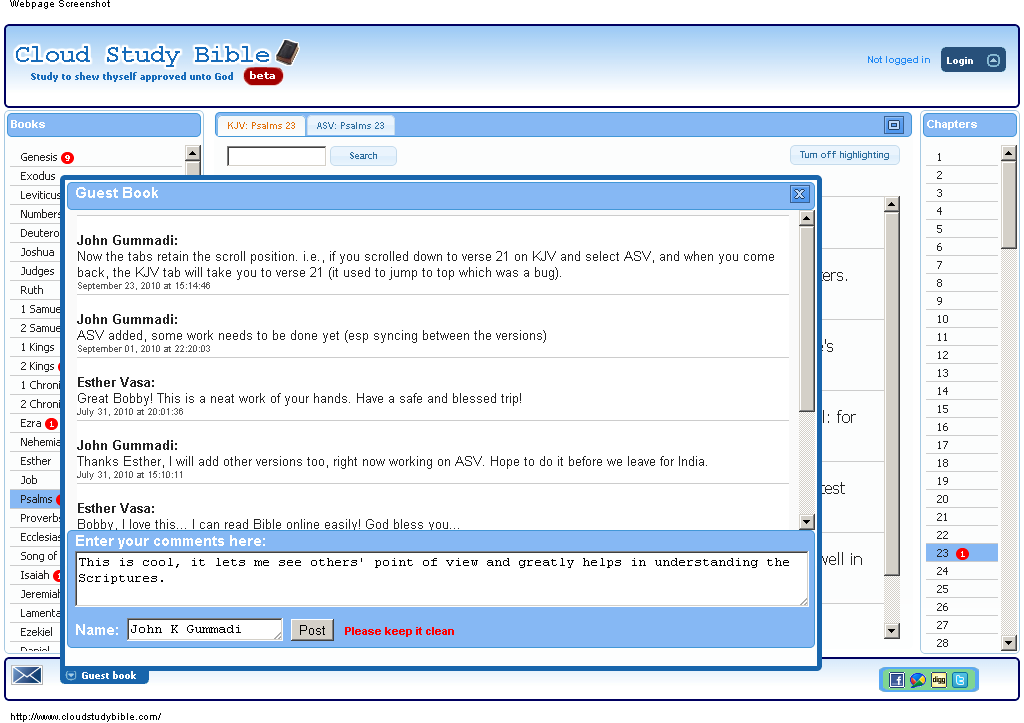 Webpage Screenshot
Cloud Study Bible
Study to shew thyself approved unto God
beta
Not logged in
Login
Books
Genesis 9
Exodus
Leviticus
Numbers
Deutero
Joshua
Judges
Ruth
1 Samue
2 Samue
1 Kings
2 Kings
1 Chroni
2 Chroni
Ezra 1
Nehemia
Esther
Job
Psalms
Proverbs
Ecclesias
Song of
Isaiah 1
Jeremiah
Lamenta
Ezekiel
Daniel
KJV: Psalms 23
ASV: Psalms 23
Search
Turn off highlighting
ers.
e's
l: for
test
well in
Guest Book
X
John Gummadi:
Now the tabs retain the scroll position. i.e., if you scrolled down to verse 21 on KJV and select ASV, and when you come
back, the KJV tab will take you to verse 21 (it used to jump to top which was a bug).
September 23, 2010 at 15:14:46
John Gummadi:
ASV added, some work needs to be done yet (esp syncing between the versions)
September 01, 2010 at 22:20:03
Esther Vasa:
Great Bobby! This is a neat work of your hands. Have a safe and blessed trip!
July 31, 2010 at 20:01:36
John Gummadi:
Thanks Esther, I will add other versions too, right now working on ASV. Hope to do it before we leave for India.
July 31, 2010 at 15:10:11
Esther Vasa:
Bobby, I love this... I can read Bible online easily! God bless you...
Enter your comments here:
This is cool, it lets me see others' point of view and greatly helps in understanding the
Scriptures.
Name:
John K Gummadi
Post
Please keep it clean
Chapters
1
2
3
4
5
6
7
8
9
10
11
12
13
14
15
16
17
18
19
20
21
22
23 1
24
25
26
27
28
Guest book
f
digg
t
http://www.cloudstudybible.com/